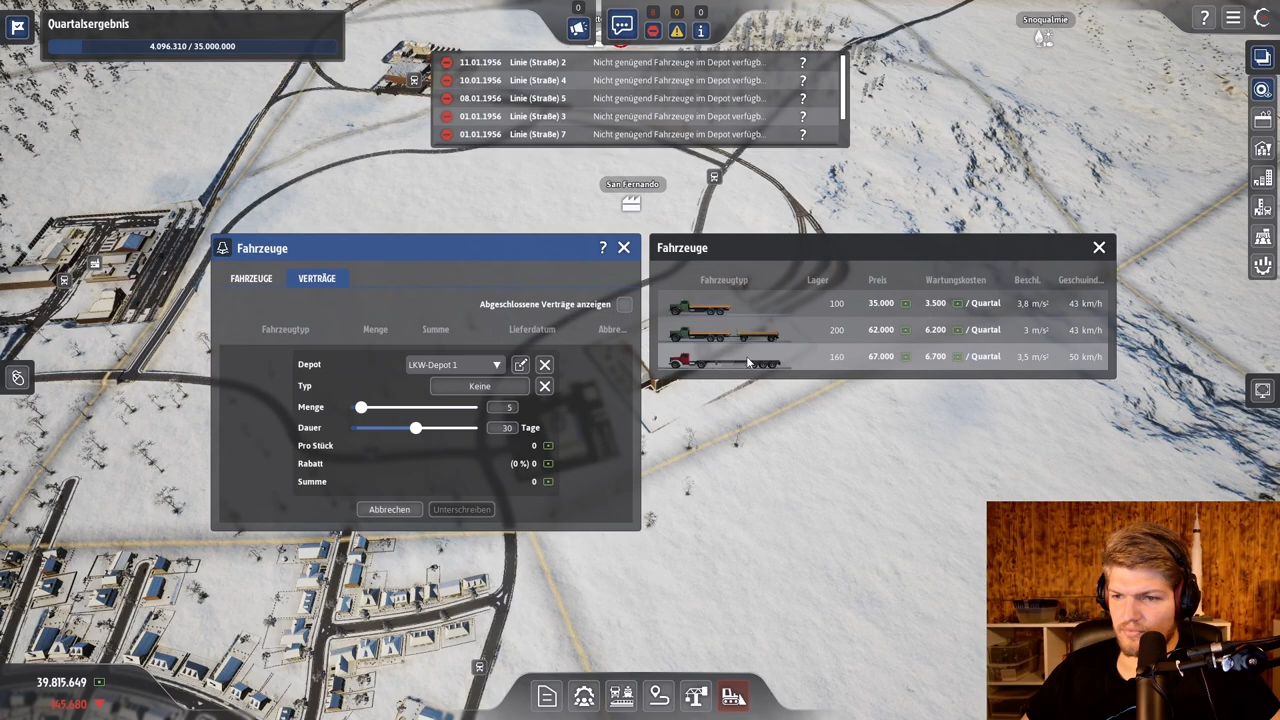 Quartalsergebnis
4.096.310 / 35.000.000
0
8 0 0
?
Snoqualmie
11.01.1956 Linie (Straße) 2 Nicht genügend Fahrzeuge im Depot verfügb... ?
10.01.1956 Linie (Straße) 4 Nicht genügend Fahrzeuge im Depot verfügb... ?
08.01.1956 Linie (Straße) 5 Nicht genügend Fahrzeuge im Depot verfügb... ?
01.01.1956 Linie (Straße) 3 Nicht genügend Fahrzeuge im Depot verfügb... ?
01.01.1956 Linie (Straße) 7 Nicht genügend Fahrzeuge im Depot verfügb... ?
San Fernando
Fahrzeuge ?
FAHRZEUGE VERTRÄGE
Abgeschlossene Verträge anzeigen
Fahrzeugtyp Menge Summe Lieferdatum Abbre...
Depot LKW-Depot 1
Typ Keine
Menge 5
Dauer 30 Tage
Pro Stück 0
Rabatt (0 %) 0
Summe 0
Abbrechen Unterschreiben
Fahrzeuge
Fahrzeugtyp Lager Preis Wartungskosten Beschl. Geschwind...
100 35.000 3.500 / Quartal 3,8 m/s² 43 km/h
200 62.000 6.200 / Quartal 3 m/s² 43 km/h
160 67.000 6.700 / Quartal 3,5 m/s² 50 km/h
39.815.649